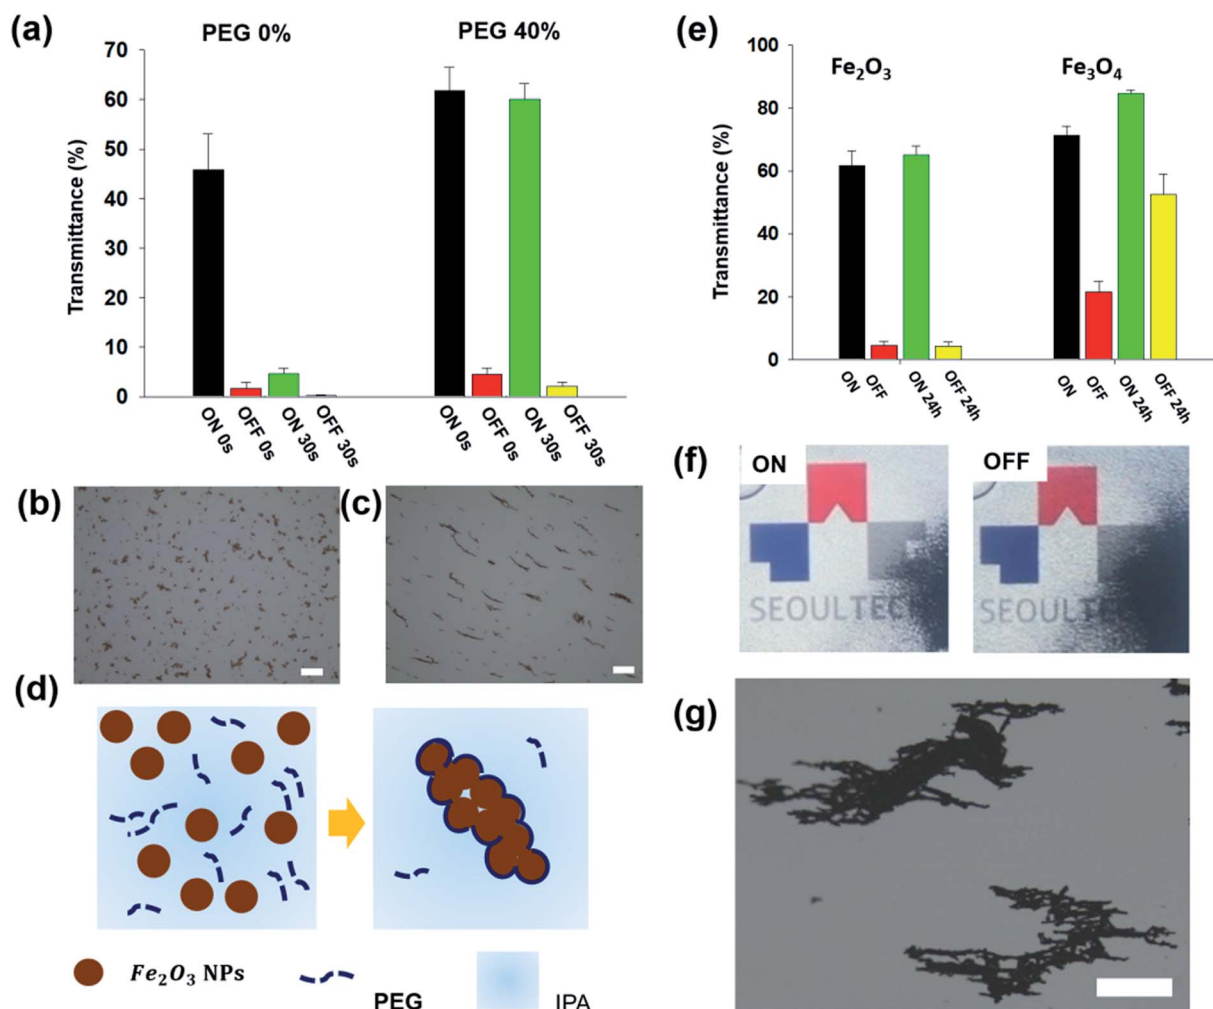 (a)
PEG 0%
PEG 40%
Transmittance (%)
70
60
50
40
30
20
10
0
ON 0s
OFF 0s
ON 30s
OFF 30s
ON 0s
OFF 0s
ON 30s
OFF 30s
(b)
(c)
(d)
Fe₂O₃ NPs
PEG
IPA
(e)
Fe₂O₃
Fe₃O₄
Transmittance (%)
100
80
60
40
20
0
ON
OFF
ON 24h
OFF 24h
ON
OFF
ON 24h
OFF 24h
(f)
ON
OFF
SEOULTECH
SEOULTE
(g)